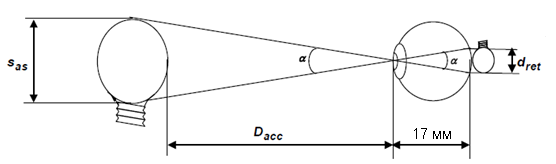 s_as
α
α
d_ret
D_acc
17 мм